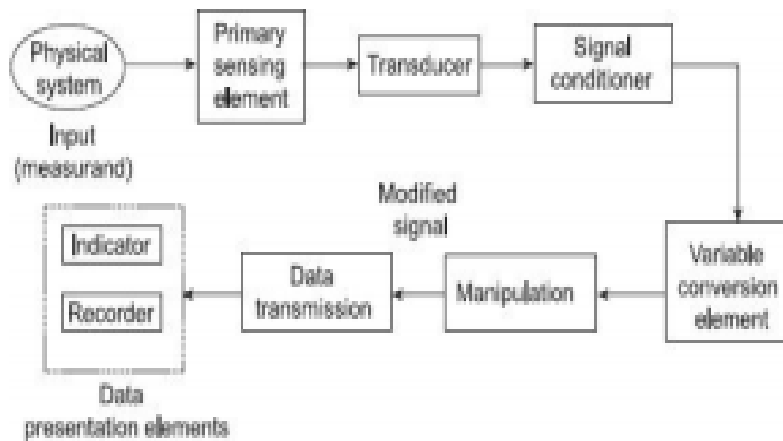 Physical
system
Input
(measurand)
Primary
sensing
element
Transducer
Signal
conditioner
Variable
conversion
element
Manipulation
Modified
signal
Data
transmission
Indicator
Recorder
Data
presentation elements